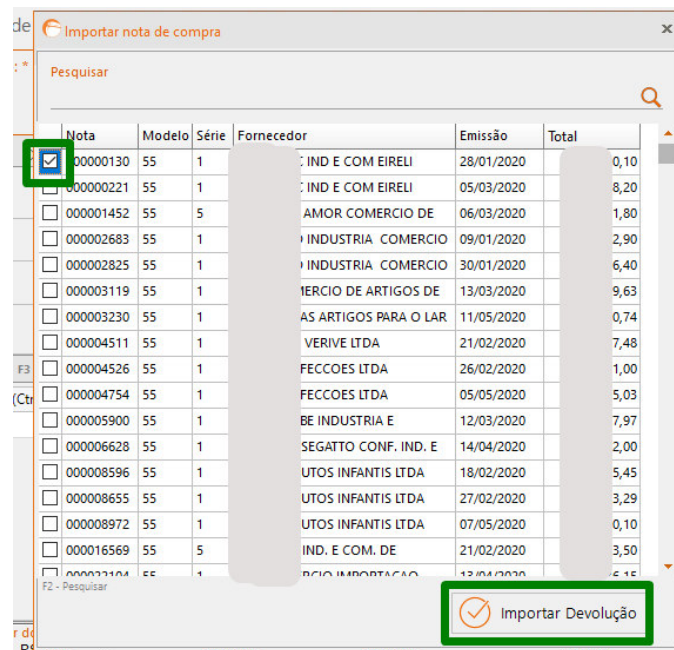 de
Importar nota de compra
x
: *
Pesquisar
Nota Modelo Série Fornecedor Emissão Total
000000130 55 1 IND E COM EIRELI 28/01/2020 0,10
000000221 55 1 IND E COM EIRELI 05/03/2020 8,20
000001452 55 5 AMOR COMERCIO DE 06/03/2020 1,80
000002683 55 1 INDUSTRIA COMERCIO 09/01/2020 2,90
000002825 55 1 INDUSTRIA COMERCIO 30/01/2020 6,40
000003119 55 1 MERCIO DE ARTIGOS DE 13/03/2020 9,63
000003230 55 1 AS ARTIGOS PARA O LAR 11/05/2020 0,74
000004511 55 1 VERIVE LTDA 21/02/2020 7,48
F3
000004526 55 1 FECCOES LTDA 26/02/2020 1,00
(Ctr
000004754 55 1 FECCOES LTDA 05/05/2020 5,03
000005900 55 1 BE INDUSTRIA E 12/03/2020 7,97
000006628 55 1 SEGATTO CONF. IND. E 14/04/2020 2,00
000008596 55 1 UTOS INFANTIS LTDA 18/02/2020 5,45
000008655 55 1 UTOS INFANTIS LTDA 27/02/2020 3,29
000008972 55 1 UTOS INFANTIS LTDA 07/05/2020 0,10
000016569 55 5 IND. E COM. DE 21/02/2020 3,50
F2 - Pesquisar
Importar Devolução